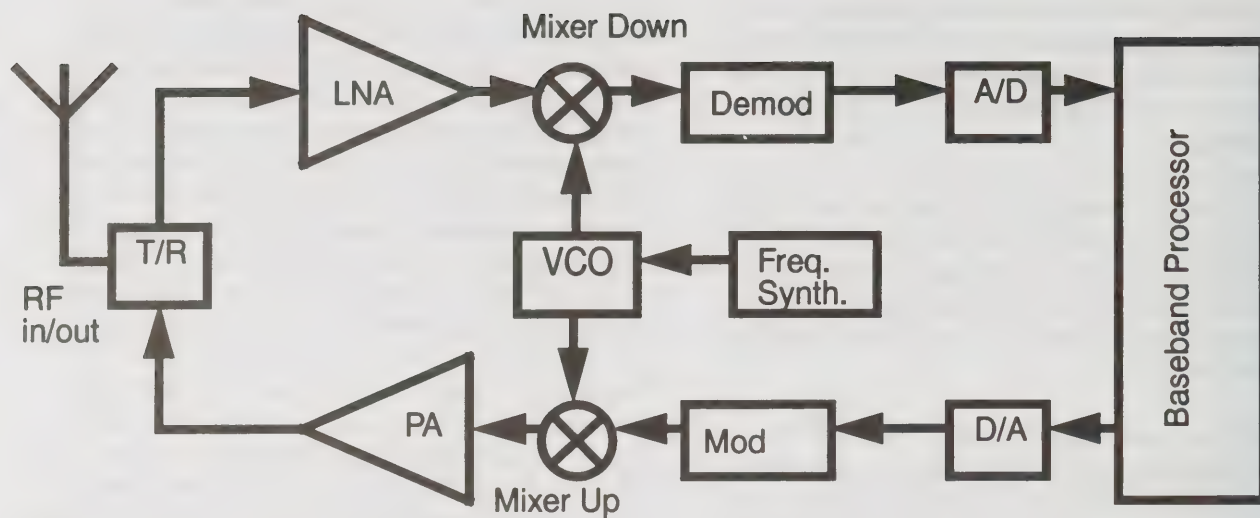 Mixer Down
LNA
Demod
A/D
T/R
VCO
Freq.
Synth.
RF
in/out
Baseband Processor
PA
Mod
D/A
Mixer Up